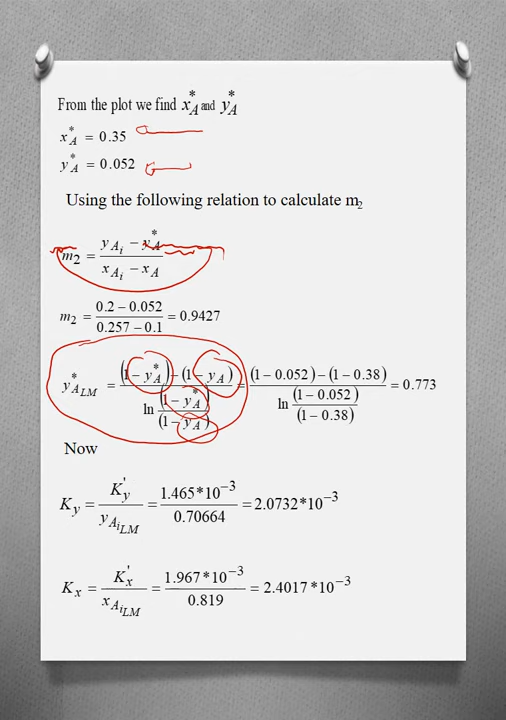 From the plot we find x*A and y*A
x*A = 0.35
y*A = 0.052
Using the following relation to calculate m2
m2 = (yAi − y*A) / (xAi − xA)
m2 = (0.2 − 0.052) / (0.257 − 0.1) = 0.9427
y*ALM = ((1 − y*A) − (1 − yA)) / (ln ((1 − y*A) / (1 − yA))) = ((1 − 0.052) − (1 − 0.38)) / (ln ((1 − 0.052) / (1 − 0.38))) = 0.773
Now
Ky = K'y / yAiLM = 1.465*10^−3 / 0.70664 = 2.0732*10^−3
Kx = K'x / xAiLM = 1.967*10^−3 / 0.819 = 2.4017*10^−3